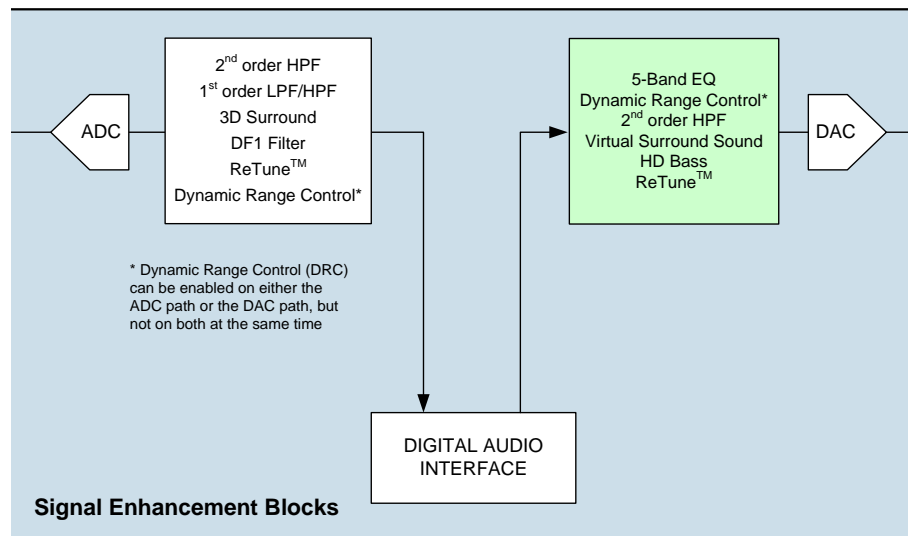 ADC
2nd order HPF
1st order LPF/HPF
3D Surround
DF1 Filter
ReTune™
Dynamic Range Control*
5-Band EQ
Dynamic Range Control*
2nd order HPF
Virtual Surround Sound
HD Bass
ReTune™
DAC
* Dynamic Range Control (DRC)
can be enabled on either the
ADC path or the DAC path, but
not on both at the same time
DIGITAL AUDIO
INTERFACE
Signal Enhancement Blocks